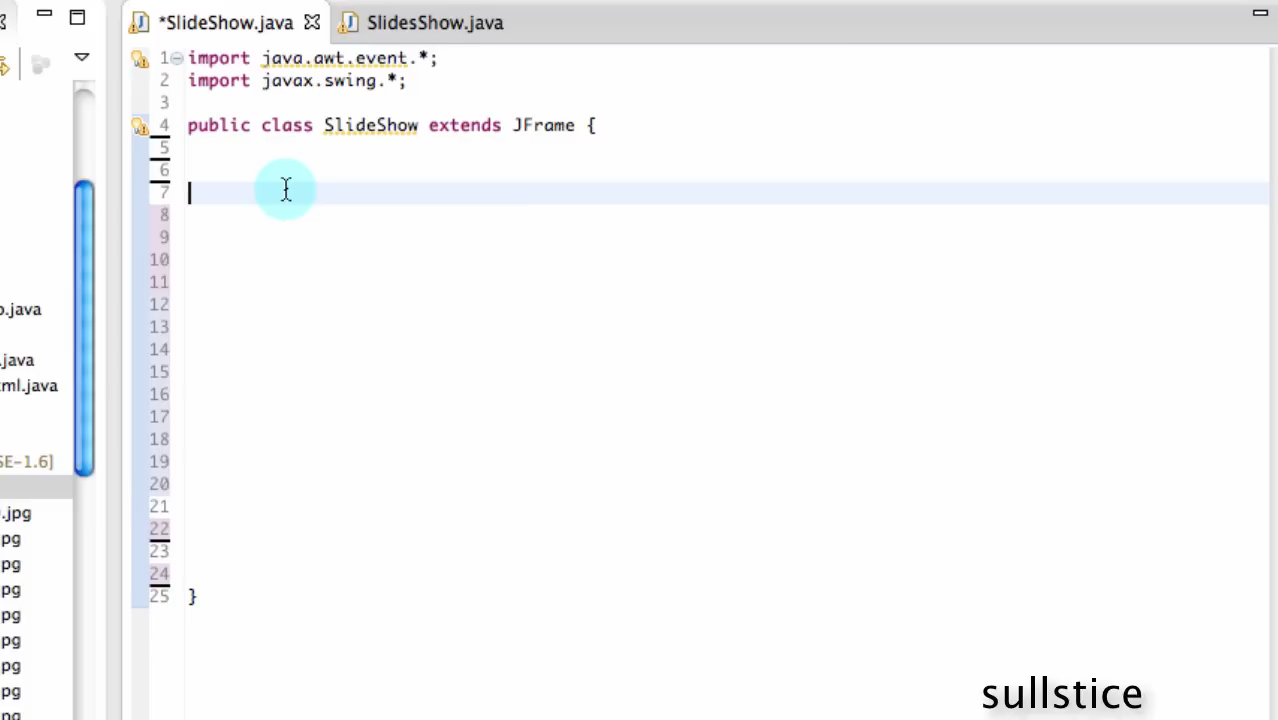 *SlideShow.java
SlidesShow.java
1 import java.awt.event.*;
2 import javax.swing.*;
3
4 public class SlideShow extends JFrame {
5
6
7
8
9
10
11
12
13
14
15
16
17
18
19
20
21
22
23
24
25 }
o.java
.java
ml.java
SE-1.6]
.jpg
pg
pg
pg
pg
pg
pg
pg
pg
sullstice